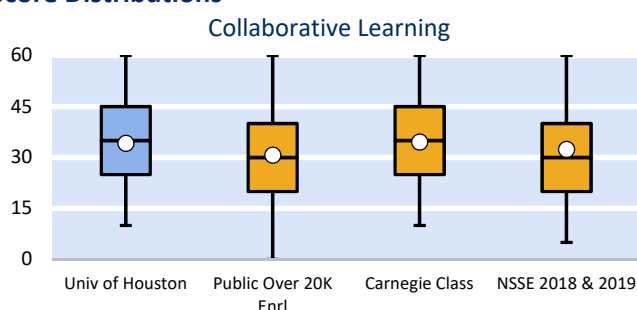 Score Distributions
Collaborative Learning
60
45
30
15
0
Univ of Houston
Public Over 20K
Enrl
Carnegie Class
NSSE 2018 & 2019